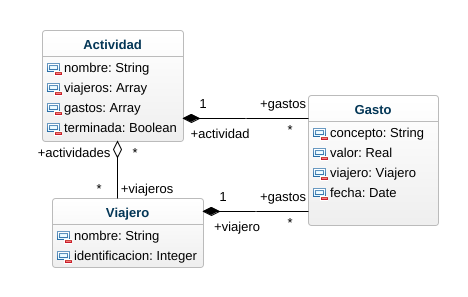 Actividad
nombre: String
viajeros: Array
gastos: Array
terminada: Boolean
1
+gastos
+actividad
*
Gasto
concepto: String
valor: Real
viajero: Viajero
fecha: Date
+actividades
*
*
+viajeros
Viajero
nombre: String
identificacion: Integer
1
+gastos
+viajero
*